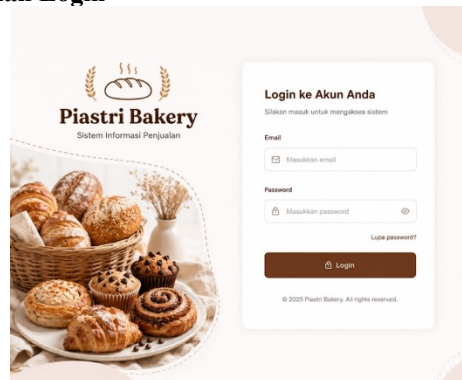 Login
Piastri Bakery
Sistem Informasi Penjualan
Login ke Akun Anda
Silakan masuk untuk mengakses sistem
Email
Masukkan email
Password
Masukkan password
Lupa password?
Login
© 2025 Piastri Bakery. All rights reserved.